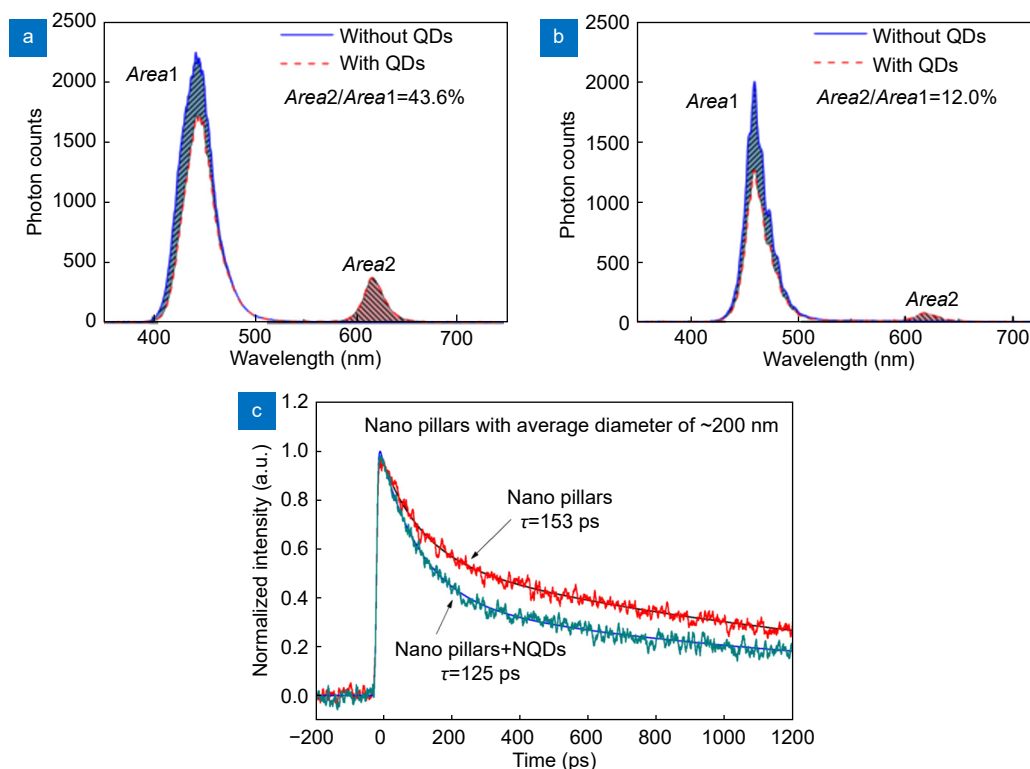 a
2500
2000
1500
1000
500
0
Photon counts
Area1
Without QDs
With QDs
Area2/Area1=43.6%
Area2
400
500
600
700
Wavelength (nm)
b
2500
2000
1500
1000
500
0
Photon counts
Area1
Without QDs
With QDs
Area2/Area1=12.0%
Area2
400
500
600
700
Wavelength (nm)
c
1.2
1.0
0.8
0.6
0.4
0.2
0.0
Normalized intensity (a.u.)
Nano pillars with average diameter of ~200 nm
Nano pillars
τ=153 ps
Nano pillars+NQDs
τ=125 ps
−200
0
200
400
600
800
1000
1200
Time (ps)